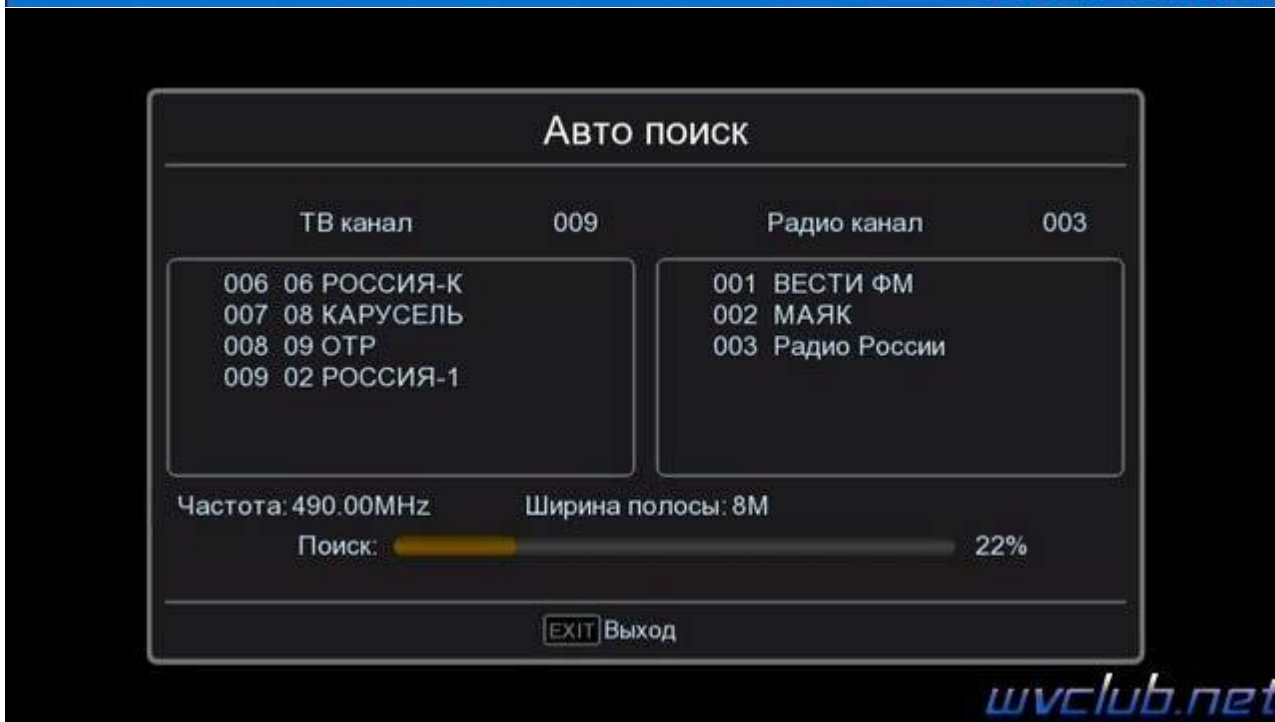 Авто поиск
ТВ канал 009 Радио канал 003
006 06 РОССИЯ-К
007 08 КАРУСЕЛЬ
008 09 ОТР
009 02 РОССИЯ-1
001 ВЕСТИ ФМ
002 МАЯК
003 Радио России
Частота: 490.00MHz Ширина полосы: 8M
Поиск: 22%
EXIT Выход
wvclub.net